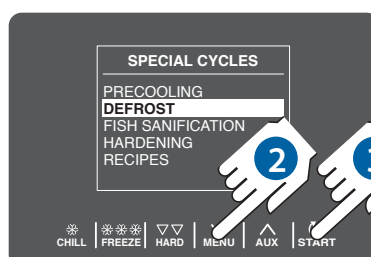 SPECIAL CYCLES
PRECOOLING
DEFROST
FISH SANIFICATION
HARDENING
RECIPES
2
CHILL FREEZE HARD MENU AUX START